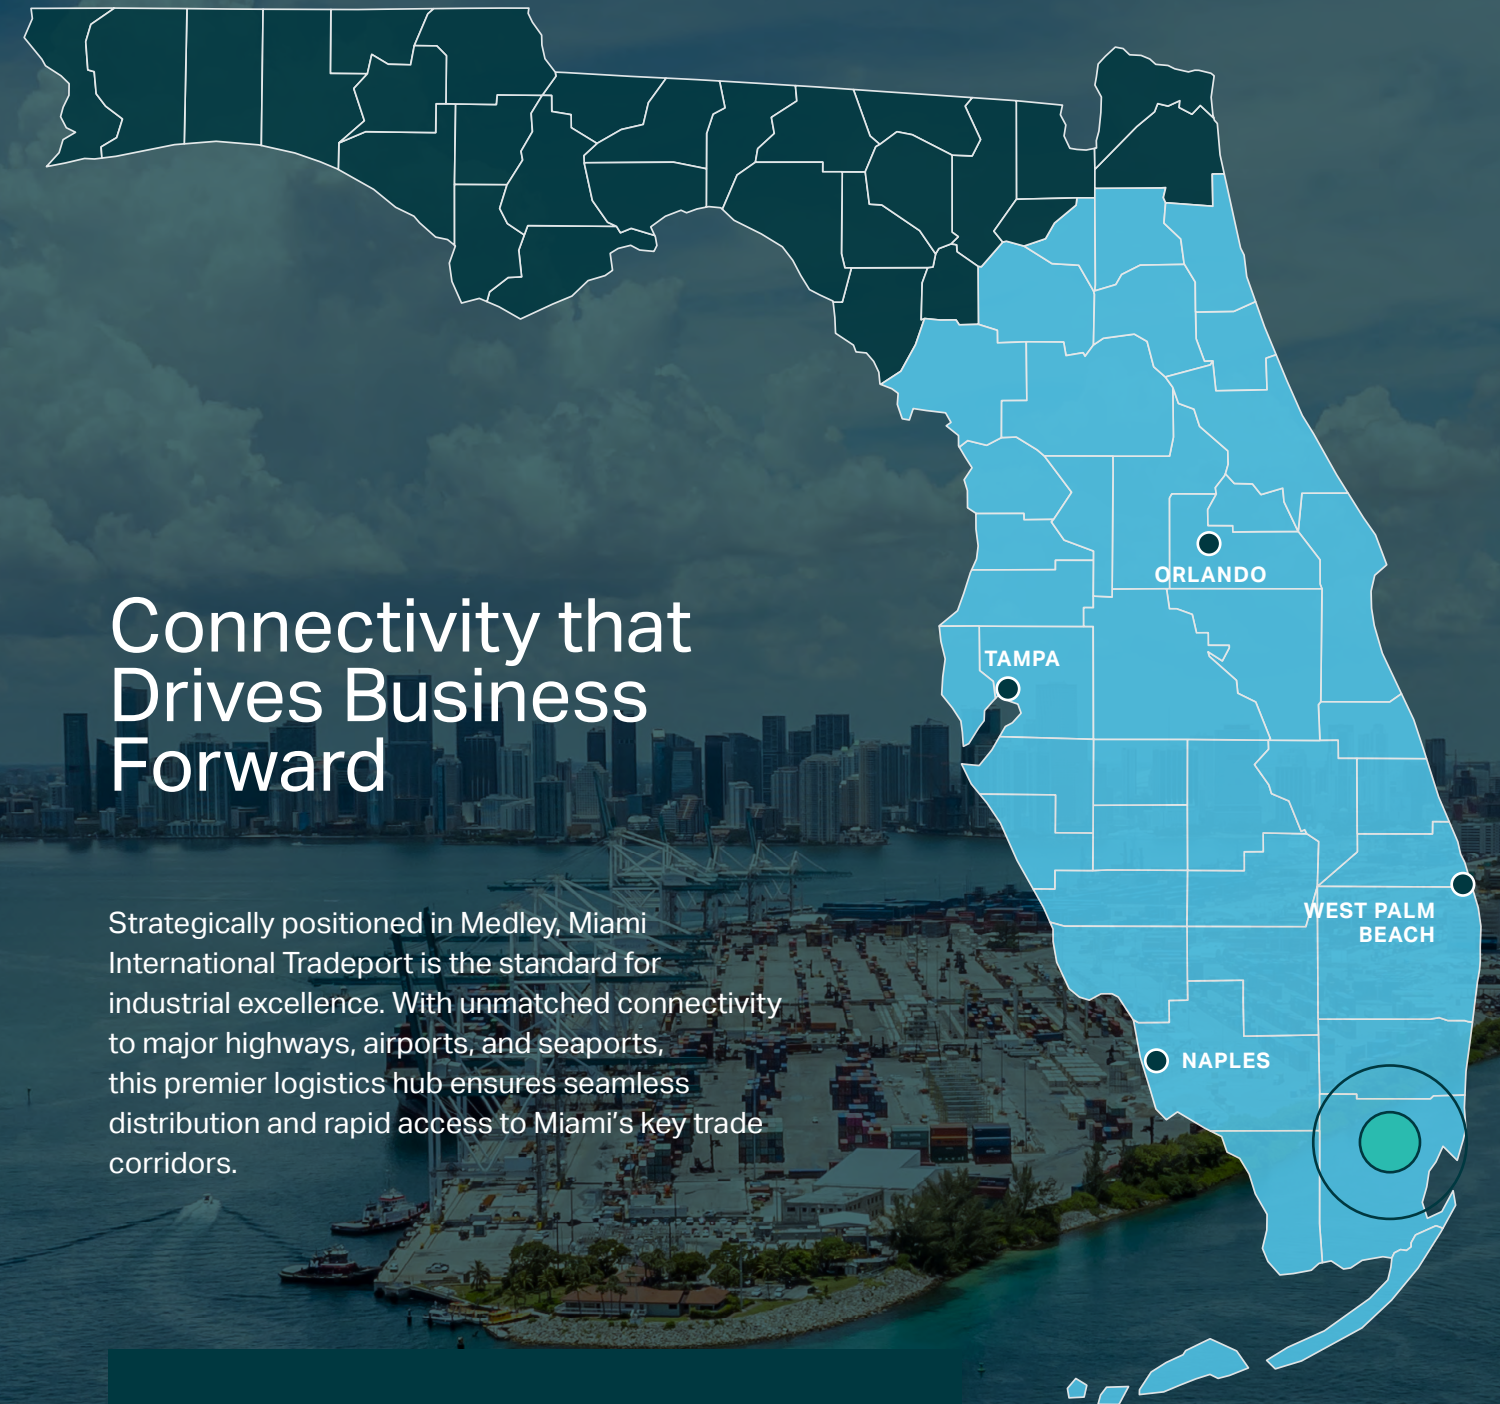 Connectivity that
Drives Business
Forward
Strategically positioned in Medley, Miami
International Tradeport is the standard for
industrial excellence. With unmatched connectivity
to major highways, airports, and seaports,
this premier logistics hub ensures seamless
distribution and rapid access to Miami’s key trade
corridors.
ORLANDO
TAMPA
WEST PALM
BEACH
NAPLES